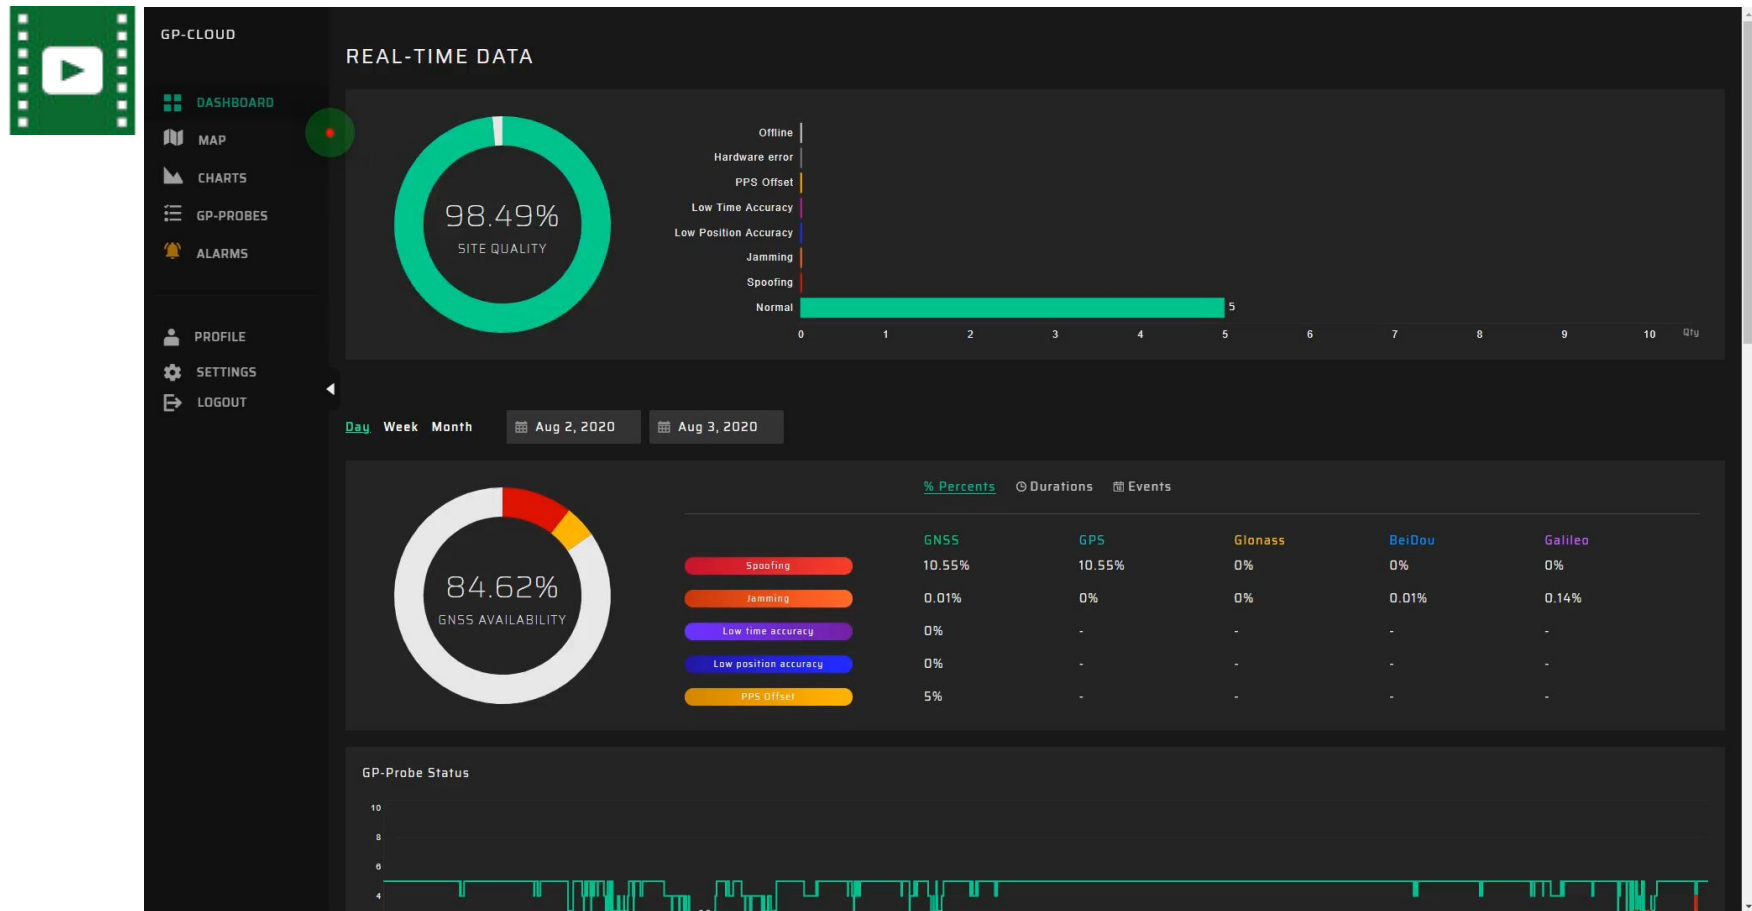 GP-CLOUD
DASHBOARD
MAP
CHARTS
GP-PROBES
ALARMS
PROFILE
SETTINGS
LOGOUT
REAL-TIME DATA
98.49%
SITE QUALITY
Offline
Hardware error
PPS Offset
Low Time Accuracy
Low Position Accuracy
Jamming
Spoofing
Normal 5
0 1 2 3 4 5 6 7 8 9 10 Qty
Day Week Month Aug 2, 2020 Aug 3, 2020
84.62%
GNSS AVAILABILITY
% Percents Durations Events
GNSS GPS Glonass BeiDou Galileo
Spoofing 10.55% 10.55% 0% 0% 0%
Jamming 0.01% 0% 0% 0.01% 0.14%
Low time accuracy 0% - - - -
Low position accuracy 0% - - - -
PPS Offset 5% - - - -
GP-Probe Status
10
8
6
4